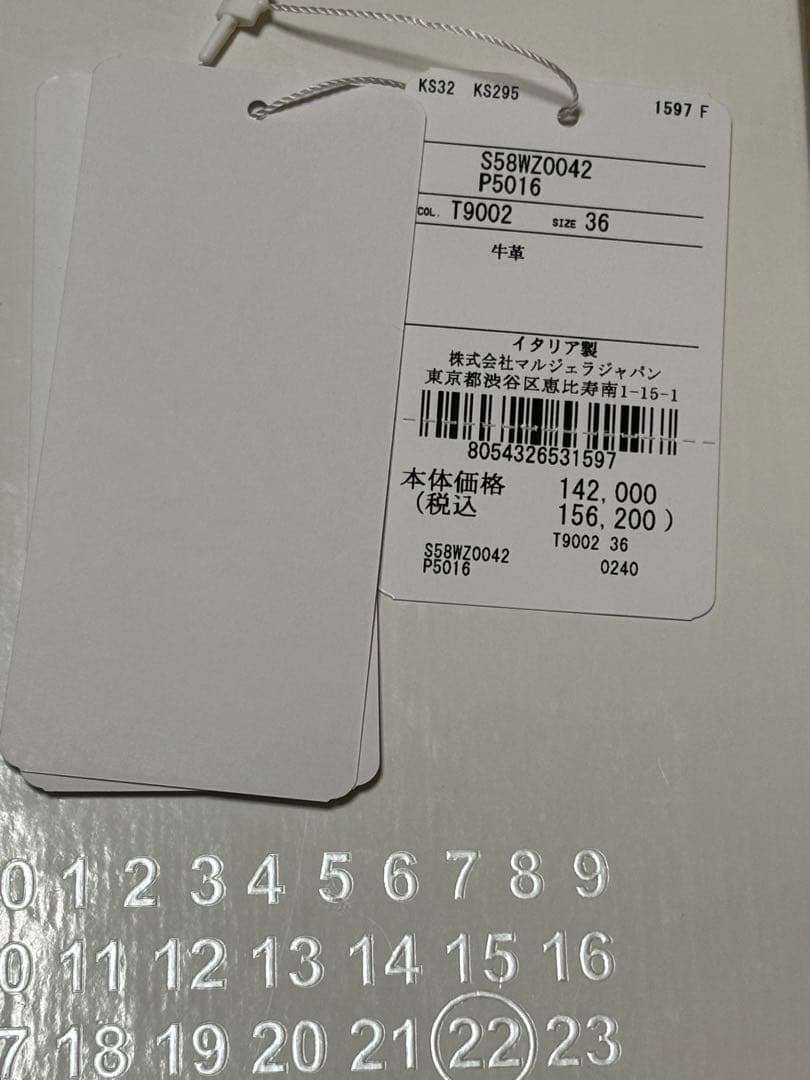 KS32 KS295
1597 F
S58WZ0042
P5016
COL. T9002 SIZE 36
牛革
イタリア製
株式会社マルジェラジャパン
東京都渋谷区恵比寿南1-15-1
8054326531597
本体価格 142,000
(税込 156,200)
T9002 36
S58WZ0042
P5016 0240
0 1 2 3 4 5 6 7 8 9
0 11 12 13 14 15 16
7 18 19 20 21 22 23